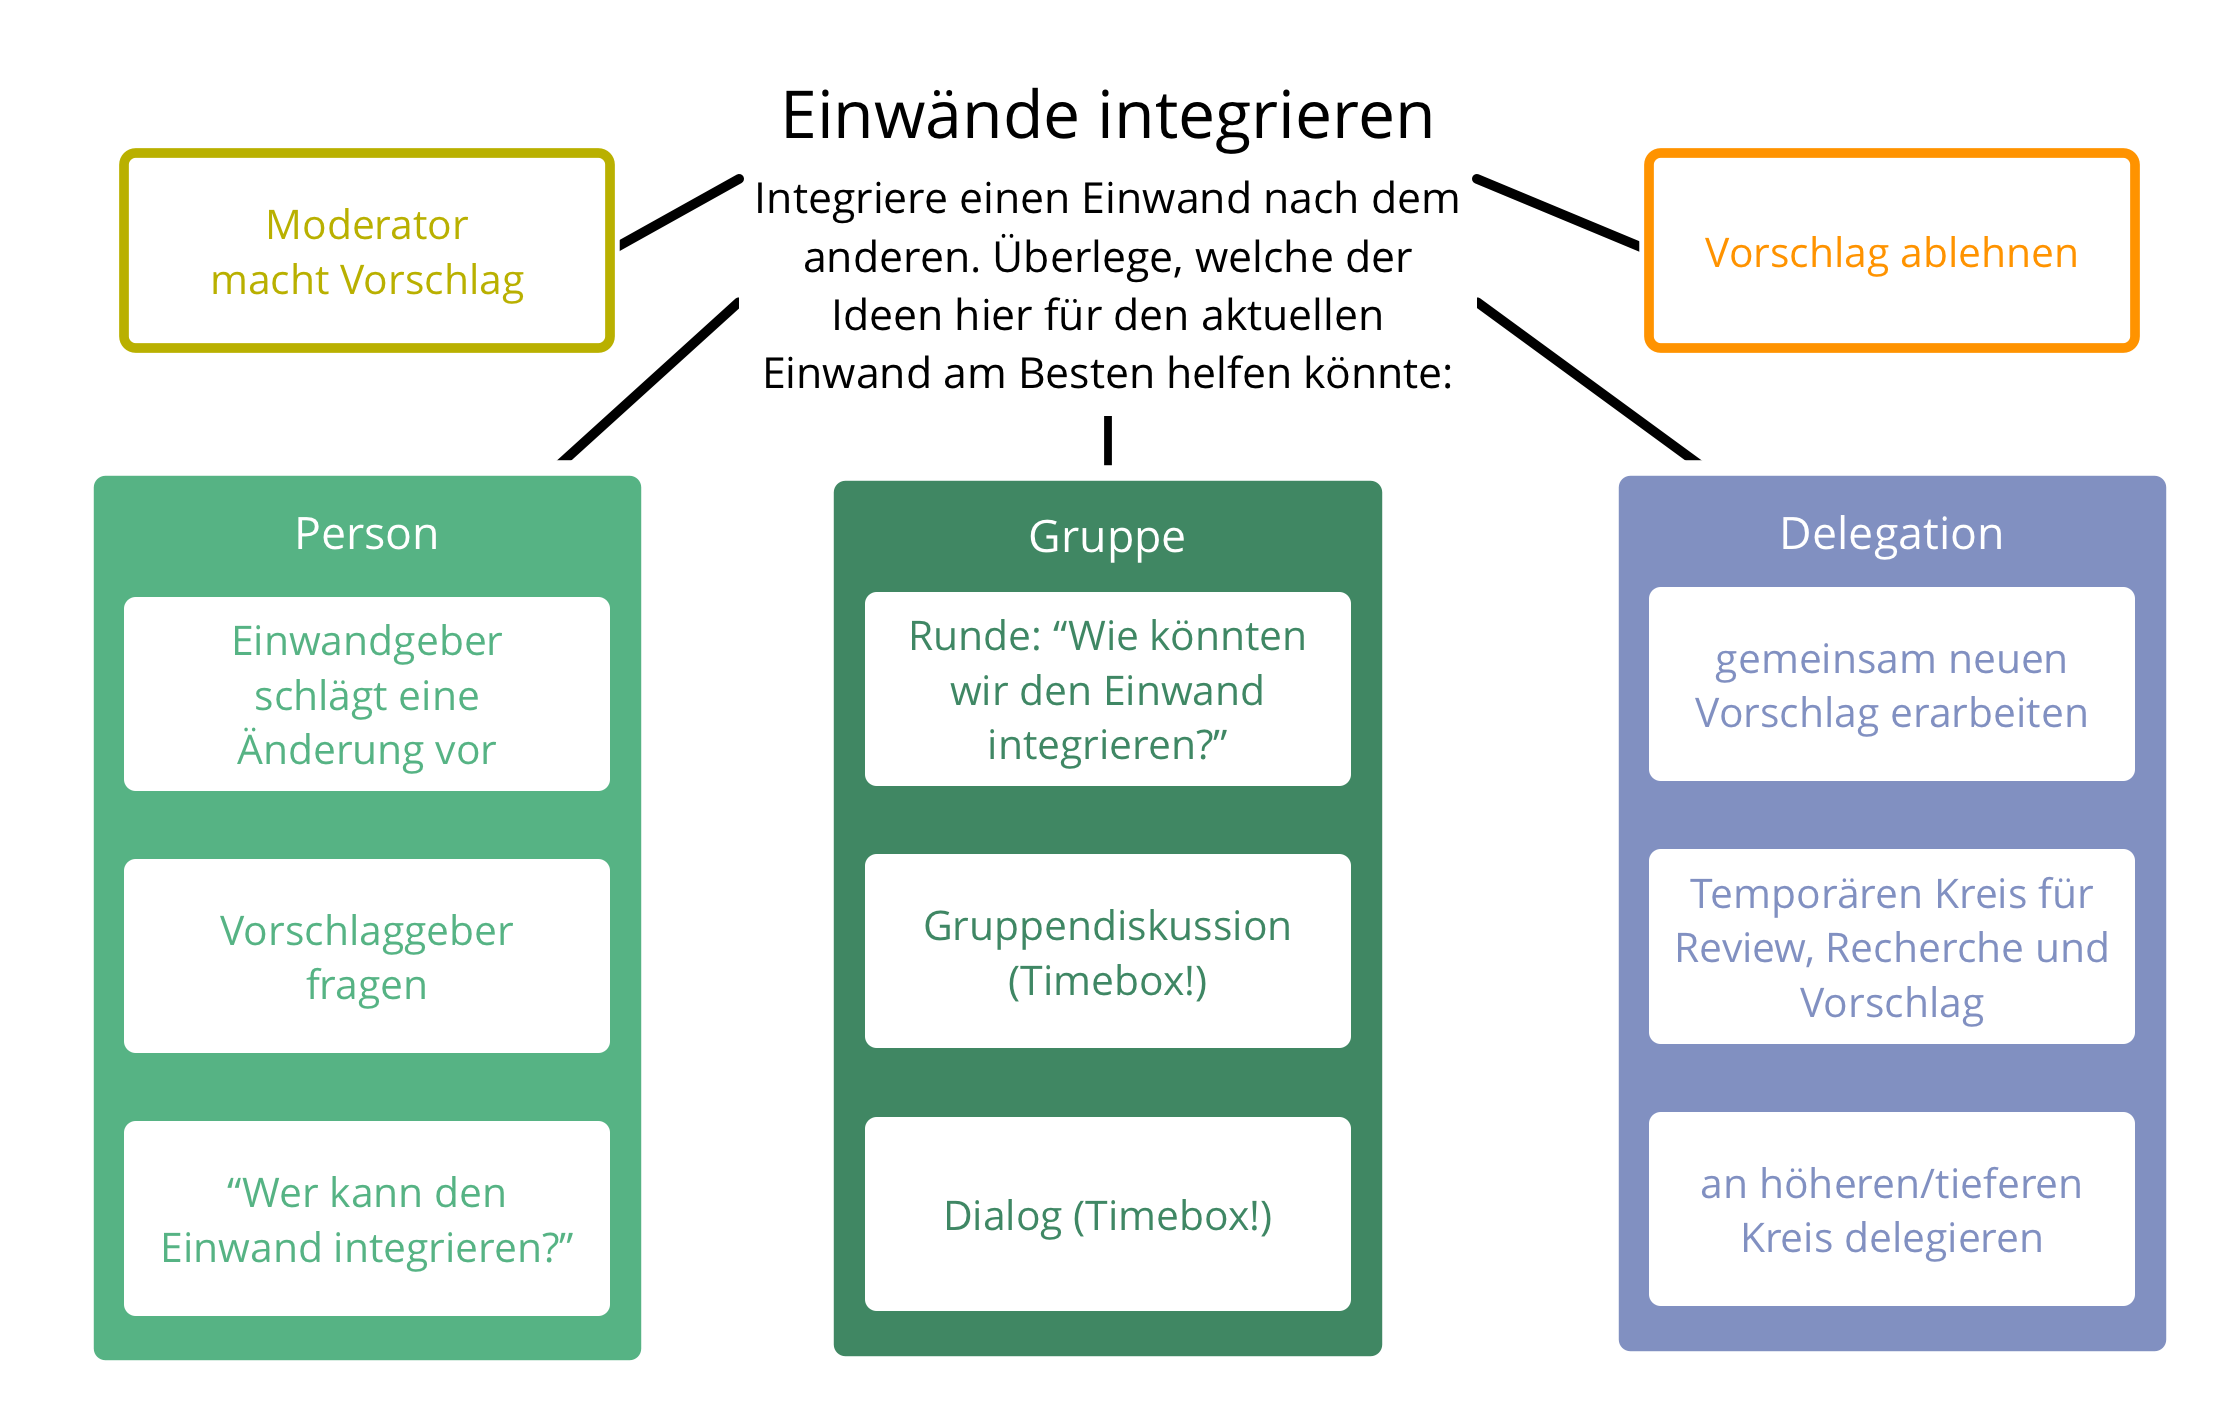 Einwände integrieren
Integriere einen Einwand nach dem
anderen. Überlege, welche der
Ideen hier für den aktuellen
Einwand am Besten helfen könnte:
Moderator
macht Vorschlag
Vorschlag ablehnen
Person
Einwandgeber
schlägt eine
Änderung vor
Vorschlaggeber
fragen
“Wer kann den
Einwand integrieren?”
Gruppe
Runde: “Wie könnten
wir den Einwand
integrieren?”
Gruppendiskussion
(Timebox!)
Dialog (Timebox!)
Delegation
gemeinsam neuen
Vorschlag erarbeiten
Temporären Kreis für
Review, Recherche und
Vorschlag
an höheren/tieferen
Kreis delegieren